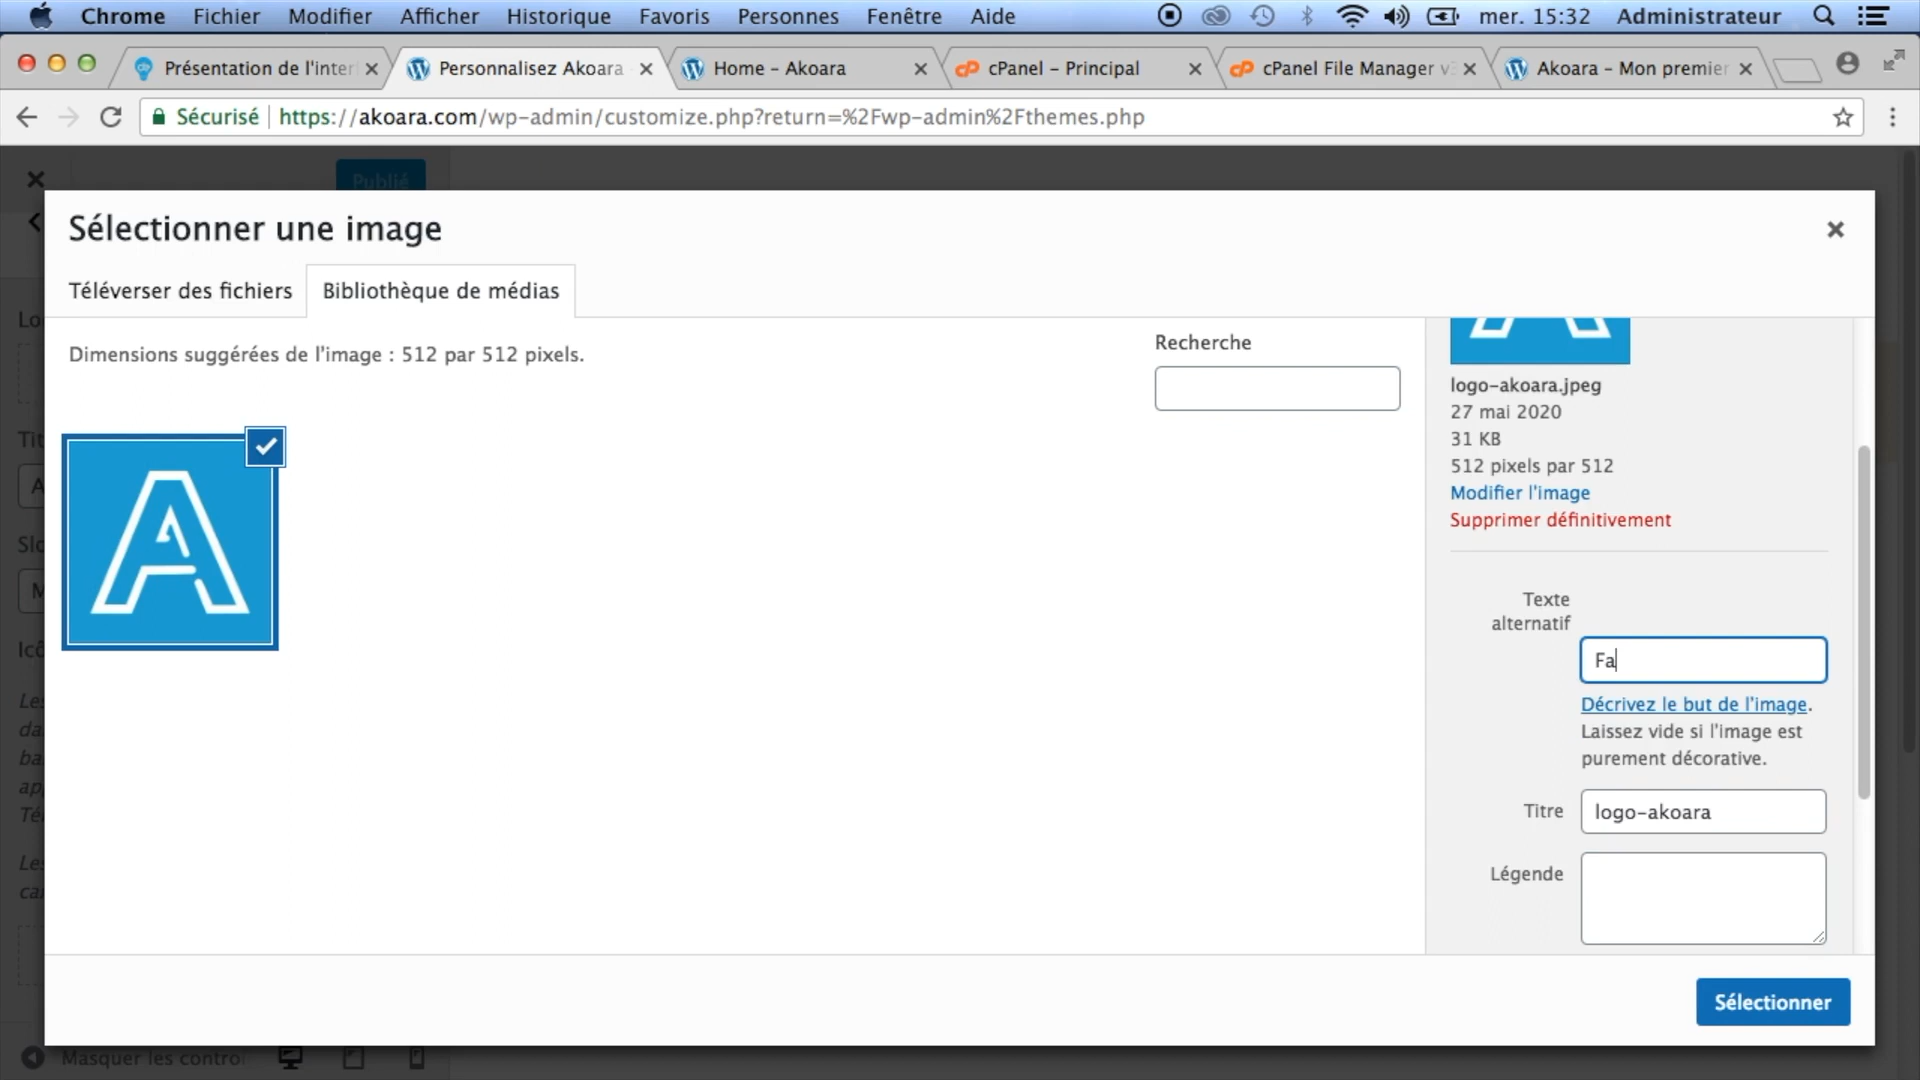 Chrome Fichier Modifier Afficher Historique Favoris Personnes Fenêtre Aide mer. 15:32 Administrateur
Présentation de l'inter Personnalisez Akoara Home – Akoara cPanel – Principal cPanel File Manager v Akoara – Mon premier
Sécurisé https://akoara.com/wp-admin/customize.php?return=%2Fwp-admin%2Fthemes.php
Publié
Sélectionner une image
Téléverser des fichiers Bibliothèque de médias
Dimensions suggérées de l'image : 512 par 512 pixels.
Recherche
logo-akoara.jpeg
27 mai 2020
31 KB
512 pixels par 512
Modifier l'image
Supprimer définitivement
Texte
alternatif
Fa
Décrivez le but de l'image.
Laissez vide si l'image est
purement décorative.
Titre logo-akoara
Légende
Sélectionner
Masquer les contrô